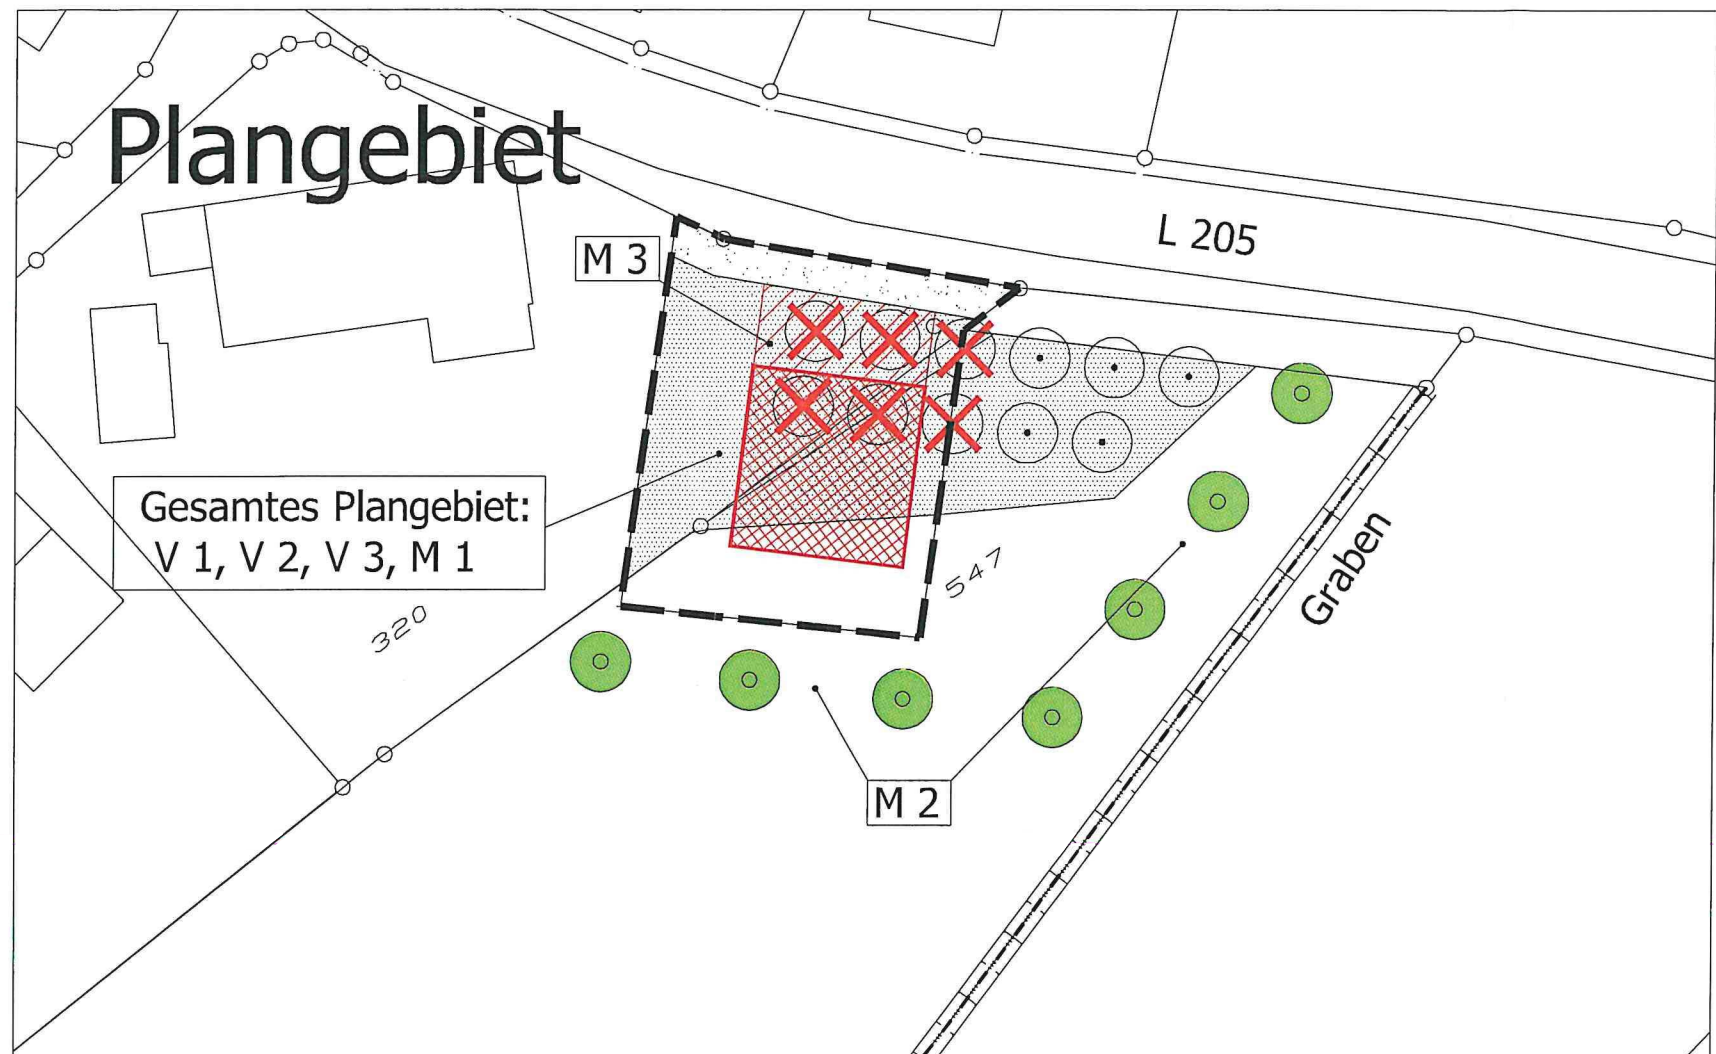 Plangebiet
L 205
M 3
Gesamtes Plangebiet:
V 1, V 2, V 3, M 1
320
547
Graben
M 2